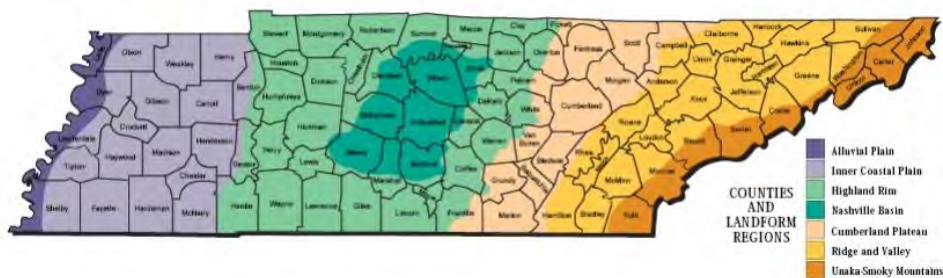 Stewart Montgomery Robertson Sumner Macon Clay Pickett
Obion Weakley Henry
Houston Jackson Overton Fentress Scott Campbell Claiborne Hancock Hawkins Sullivan Johnson
Dyer Gibson Carroll Benton Humphreys Dickson Davidson Wilson Putnam Morgan Anderson Union Grainger Greene Washington Carter
Unicoi
Lauderdale Crockett Hickman Williamson Rutherford DeKalb White Cumberland Knox Jefferson
Cocke
Tipton Haywood Madison Henderson Perry Lewis Maury Bedford Warren Van Buren Bledsoe Rhea Roane Loudon Blount Sevier
Decatur Coffee Grundy McMinn Monroe
Chester Marshall
Shelby Fayette Hardeman McNairy Hardin Wayne Lawrence Giles Lincoln Franklin Marion Hamilton Bradley Polk
COUNTIES
AND
LANDFORM
REGIONS
Alluvial Plain
Inner Coastal Plain
Highland Rim
Nashville Basin
Cumberland Plateau
Ridge and Valley
Unaka-Smoky Mountains